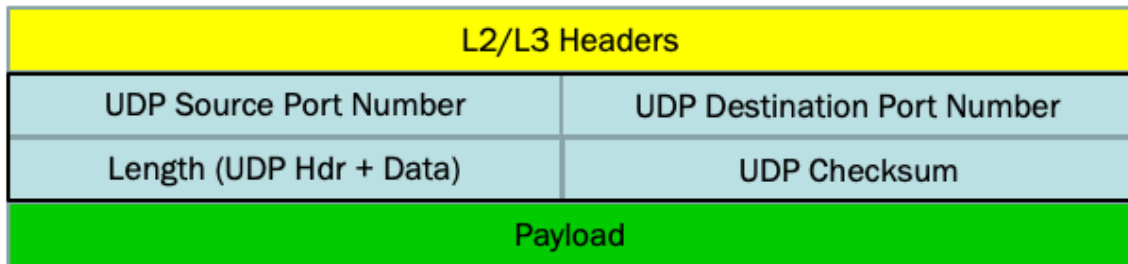 L2/L3 Headers
UDP Source Port Number
UDP Destination Port Number
Length (UDP Hdr + Data)
UDP Checksum
Payload